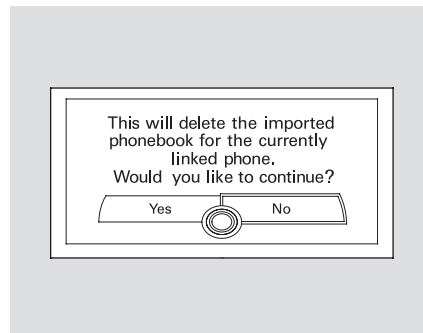 This will delete the imported
phonebook for the currently
linked phone.
Would you like to continue?
Yes
No